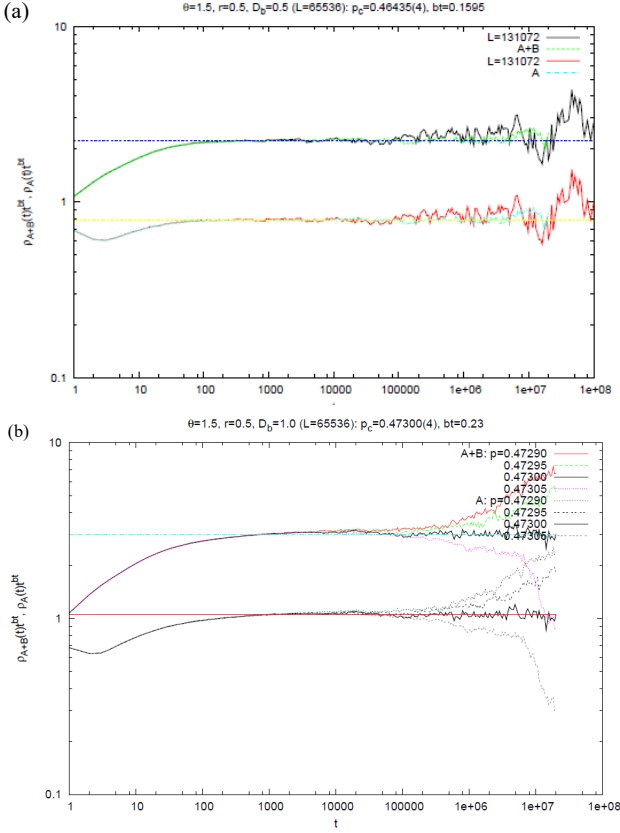 (a)
θ=1.5, r=0.5, D_b=0.5 (L=65536): p_c=0.46435(4), bt=0.1595
10
L=131072
A+B
L=131072
A
ρ_A+B(t)t^bt, ρ_A(t)t^bt
1
0.1
1 10 100 1000 10000 100000 1e+06 1e+07 1e+08
(b)
θ=1.5, r=0.5, D_b=1.0 (L=65536): p_c=0.47300(4), bt=0.23
10
A+B: p=0.47290
0.47295
0.47300
0.47305
A: p=0.47290
0.47295
0.47300
0.47305
ρ_A+B(t)t^bt, ρ_A(t)t^bt
1
0.1
1 10 100 1000 10000 100000 1e+06 1e+07 1e+08
t